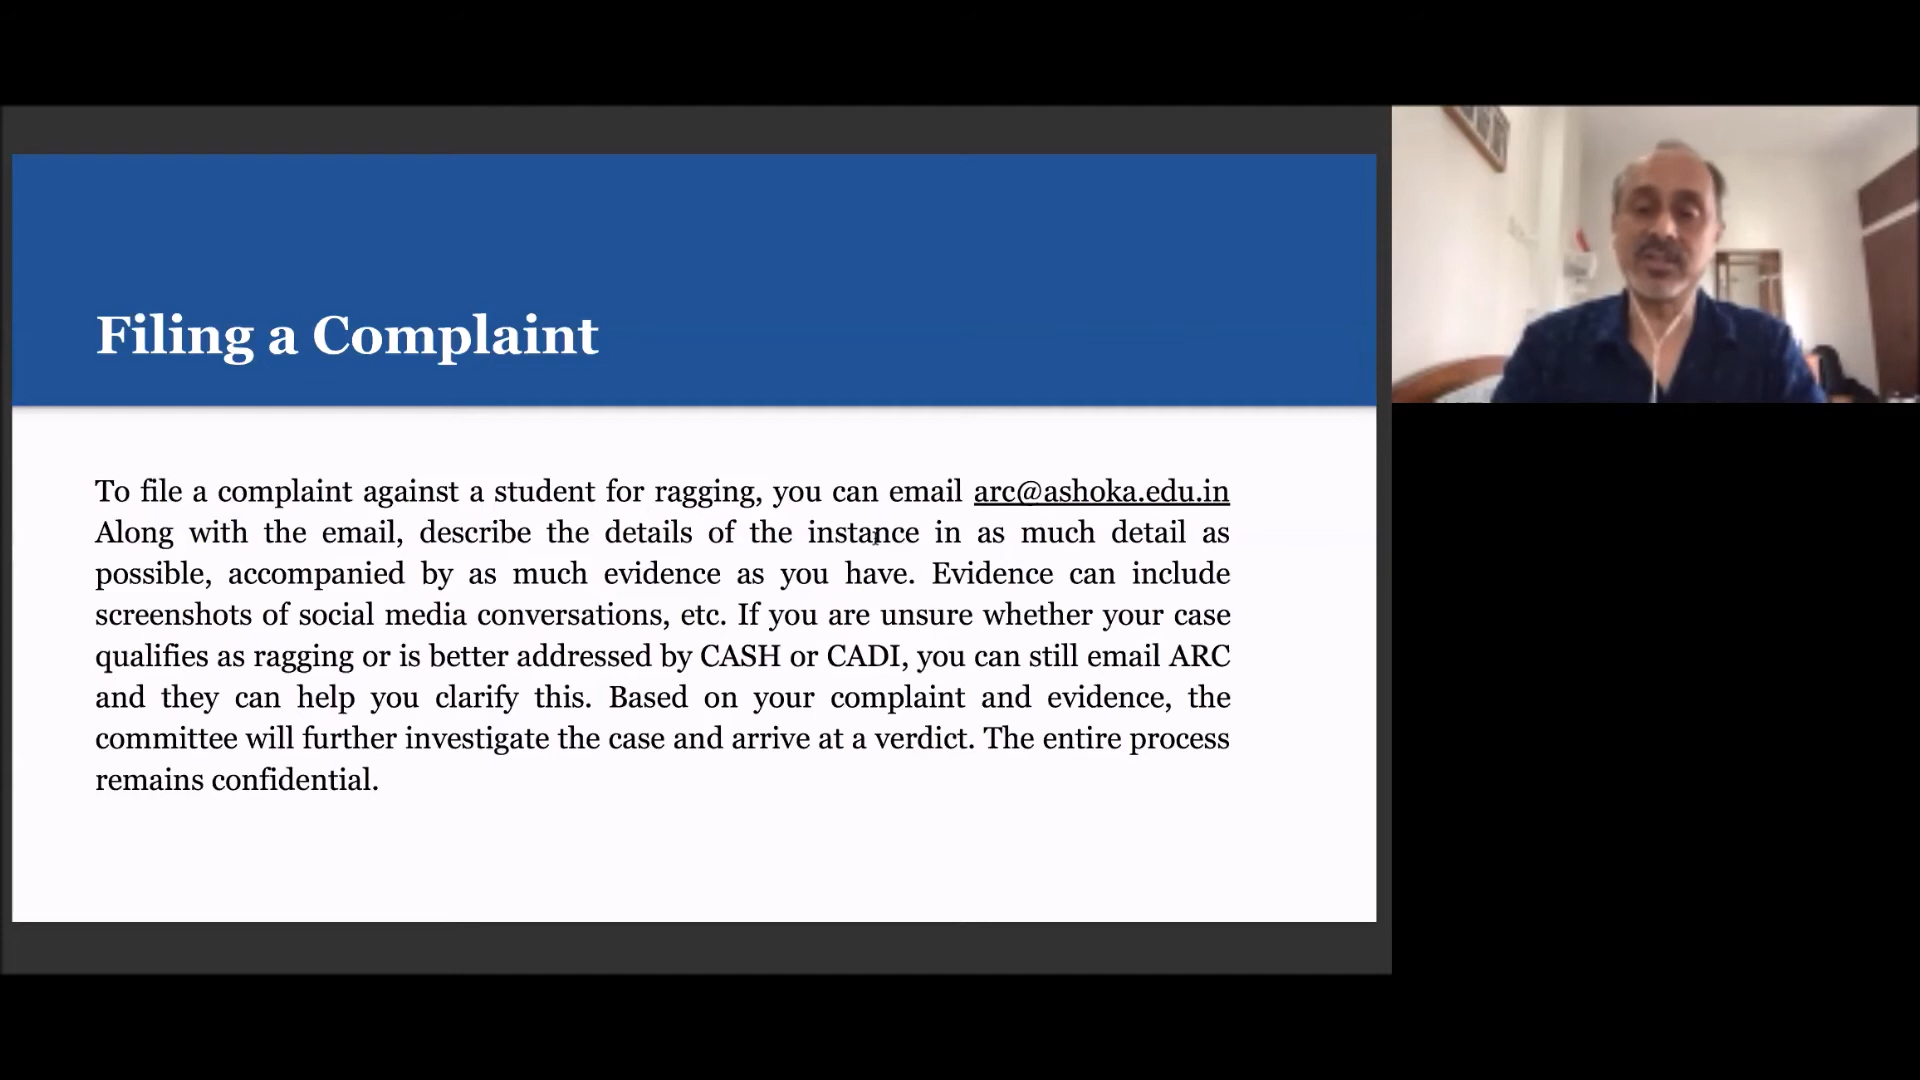 Filing a Complaint
To file a complaint against a student for ragging, you can email arc@ashoka.edu.in
Along with the email, describe the details of the instance in as much detail as
possible, accompanied by as much evidence as you have. Evidence can include
screenshots of social media conversations, etc. If you are unsure whether your case
qualifies as ragging or is better addressed by CASH or CADI, you can still email ARC
and they can help you clarify this. Based on your complaint and evidence, the
committee will further investigate the case and arrive at a verdict. The entire process
remains confidential.